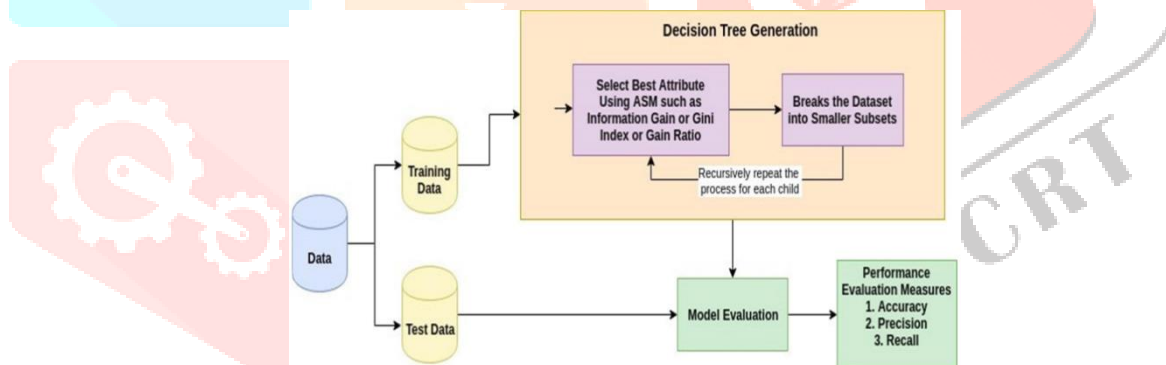 Decision Tree Generation
Select Best Attribute
Using ASM such as
Information Gain or Gini
Index or Gain Ratio
Breaks the Dataset
into Smaller Subsets
Recursively repeat the
process for each child
Training
Data
Data
Test Data
Model Evaluation
Performance
Evaluation Measures
1. Accuracy
2. Precision
3. Recall
CRT